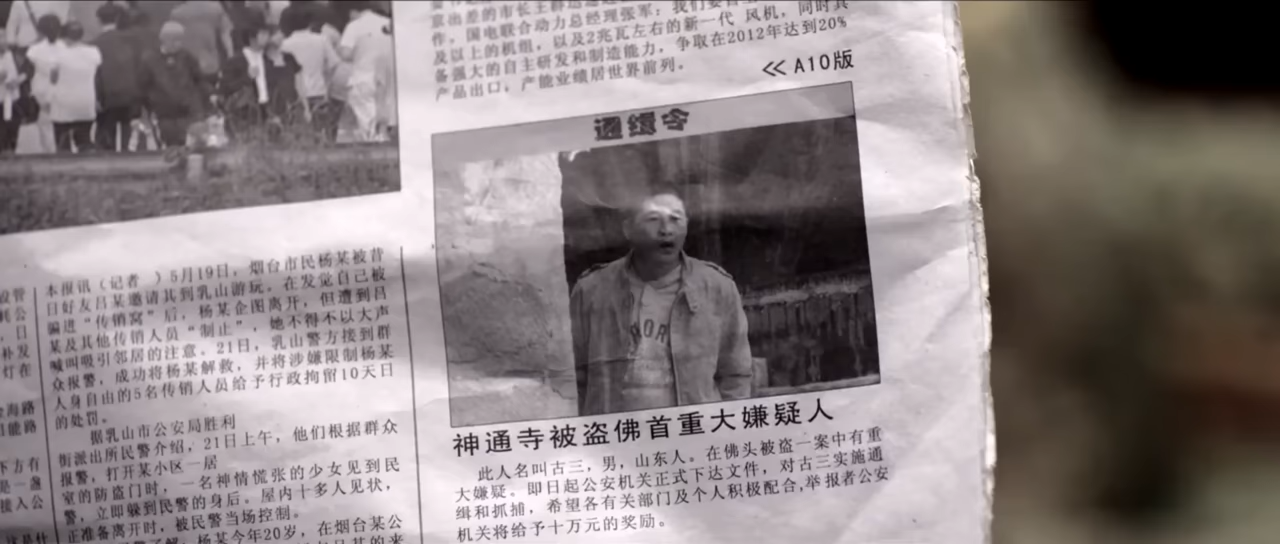 意出差的市长王群
作，国电联合动力总经理张军：我们要自
及以上的机组，以及2兆瓦左右的新一代 风机，同时具
备强大的自主研发和制造能力，争取在2012年达到20%
产品出口，产能业绩居世界前列。
≪ A10版
通缉令
HOR
神通寺被盗佛首重大嫌疑人
此人名叫古三，男，山东人。在佛头被盗一案中有重
大嫌疑。即日起公安机关正式下达文件，对古三实施通
缉和抓捕，希望各有关部门及个人积极配合,举报者公安
机关将给予十万元的奖励。
本报讯（记者 ）5月19日，烟台市民杨某被昔
日好友吕某邀请其到乳山游玩。在发觉自己被
骗进“传销窝”后，杨某企图离开，但遭到吕
某及其他传销人员“制止”，她不得不以大声
喊叫吸引邻居的注意。21日，乳山警方接到群
众报警，成功将杨某解救，并将涉嫌限制杨某
人身自由的5名传销人员给予行政拘留10天日
的处罚。
据乳山市公安局胜利
街派出所民警介绍，21日上午，他们根据群众
报警，打开某小区一居
室的防盗门时，一名神情慌张的少女见到民
警，立即躲到民警的身后。屋内十多人见状，
正准备离开时，被民警当场控制。
杨某今年20岁，在烟台某公